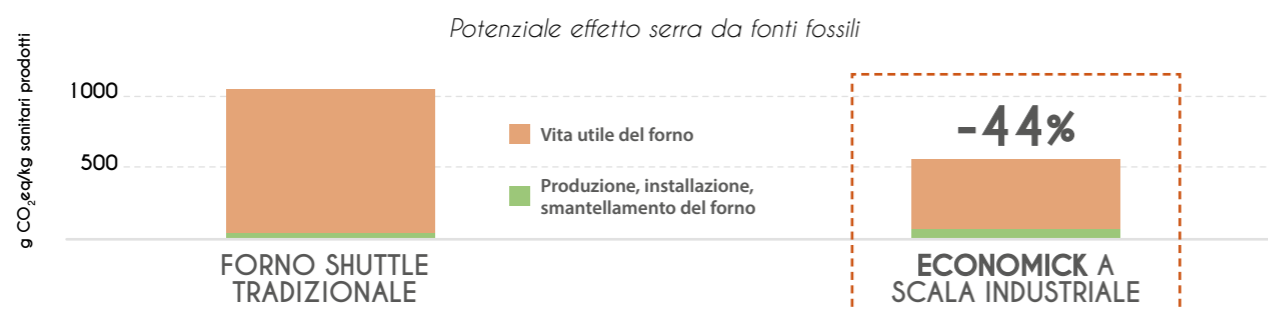 Potenziale effetto serra da fonti fossili
g CO₂eq/kg sanitari prodotti
1000
500
Vita utile del forno
Produzione, installazione,
smantellamento del forno
-44%
FORNO SHUTTLE
TRADIZIONALE
ECONOMICK A
SCALA INDUSTRIALE